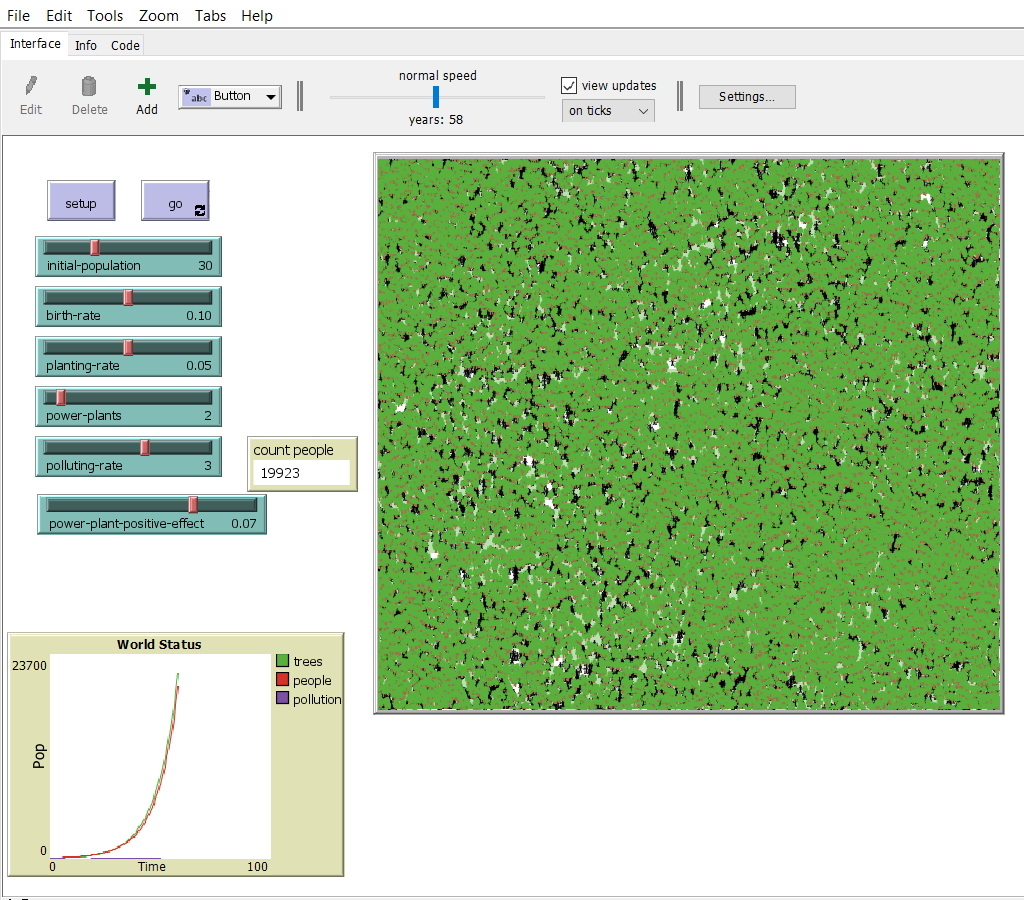 File Edit Tools Zoom Tabs Help
Interface Info Code
Edit Delete Add abc Button
normal speed
years: 58
view updates
on ticks
Settings...
setup go
initial-population 30
birth-rate 0.10
planting-rate 0.05
power-plants 2
polluting-rate 3
count people
19923
power-plant-positive-effect 0.07
World Status
23700
Pop
0
0 Time 100
trees
people
pollution